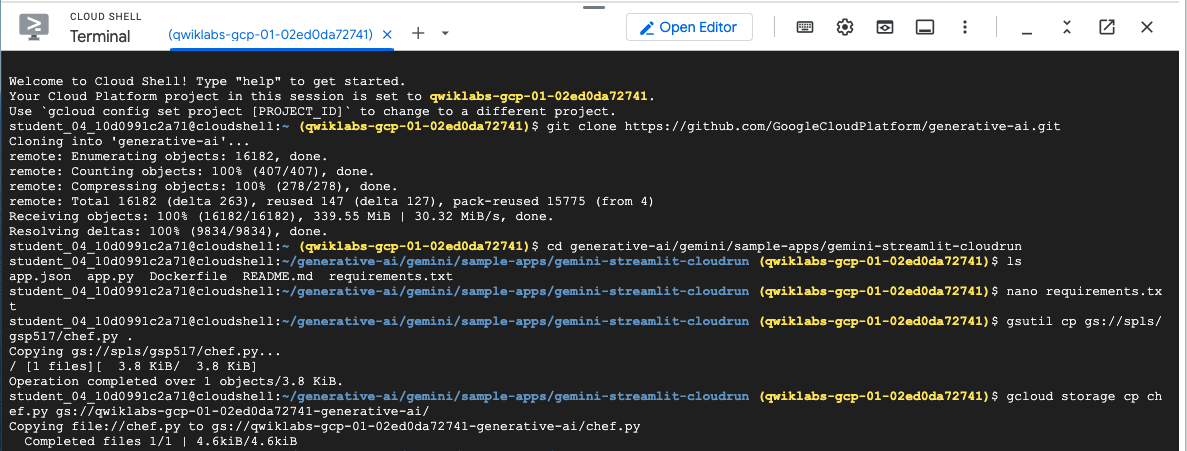 CLOUD SHELL
Terminal
(qwiklabs-gcp-01-02ed0da72741)
Open Editor
Welcome to Cloud Shell! Type "help" to get started.
Your Cloud Platform project in this session is set to qwiklabs-gcp-01-02ed0da72741.
Use `gcloud config set project [PROJECT_ID]` to change to a different project.
student_04_10d0991c2a71@cloudshell:~ (qwiklabs-gcp-01-02ed0da72741)$ git clone https://github.com/GoogleCloudPlatform/generative-ai.git
Cloning into 'generative-ai'...
remote: Enumerating objects: 16182, done.
remote: Counting objects: 100% (407/407), done.
remote: Compressing objects: 100% (278/278), done.
remote: Total 16182 (delta 263), reused 147 (delta 127), pack-reused 15775 (from 4)
Receiving objects: 100% (16182/16182), 339.55 MiB | 30.32 MiB/s, done.
Resolving deltas: 100% (9834/9834), done.
student_04_10d0991c2a71@cloudshell:~ (qwiklabs-gcp-01-02ed0da72741)$ cd generative-ai/gemini/sample-apps/gemini-streamlit-cloudrun
student_04_10d0991c2a71@cloudshell:~/generative-ai/gemini/sample-apps/gemini-streamlit-cloudrun (qwiklabs-gcp-01-02ed0da72741)$ ls
app.json  app.py  Dockerfile  README.md  requirements.txt
student_04_10d0991c2a71@cloudshell:~/generative-ai/gemini/sample-apps/gemini-streamlit-cloudrun (qwiklabs-gcp-01-02ed0da72741)$ nano requirements.tx
t
student_04_10d0991c2a71@cloudshell:~/generative-ai/gemini/sample-apps/gemini-streamlit-cloudrun (qwiklabs-gcp-01-02ed0da72741)$ gsutil cp gs://spls/
gsp517/chef.py .
Copying gs://spls/gsp517/chef.py...
/ [1 files][  3.8 KiB/  3.8 KiB]
Operation completed over 1 objects/3.8 KiB.
student_04_10d0991c2a71@cloudshell:~/generative-ai/gemini/sample-apps/gemini-streamlit-cloudrun (qwiklabs-gcp-01-02ed0da72741)$ gcloud storage cp ch
ef.py gs://qwiklabs-gcp-01-02ed0da72741-generative-ai/
Copying file://chef.py to gs://qwiklabs-gcp-01-02ed0da72741-generative-ai/chef.py
  Completed files 1/1 | 4.6kiB/4.6kiB